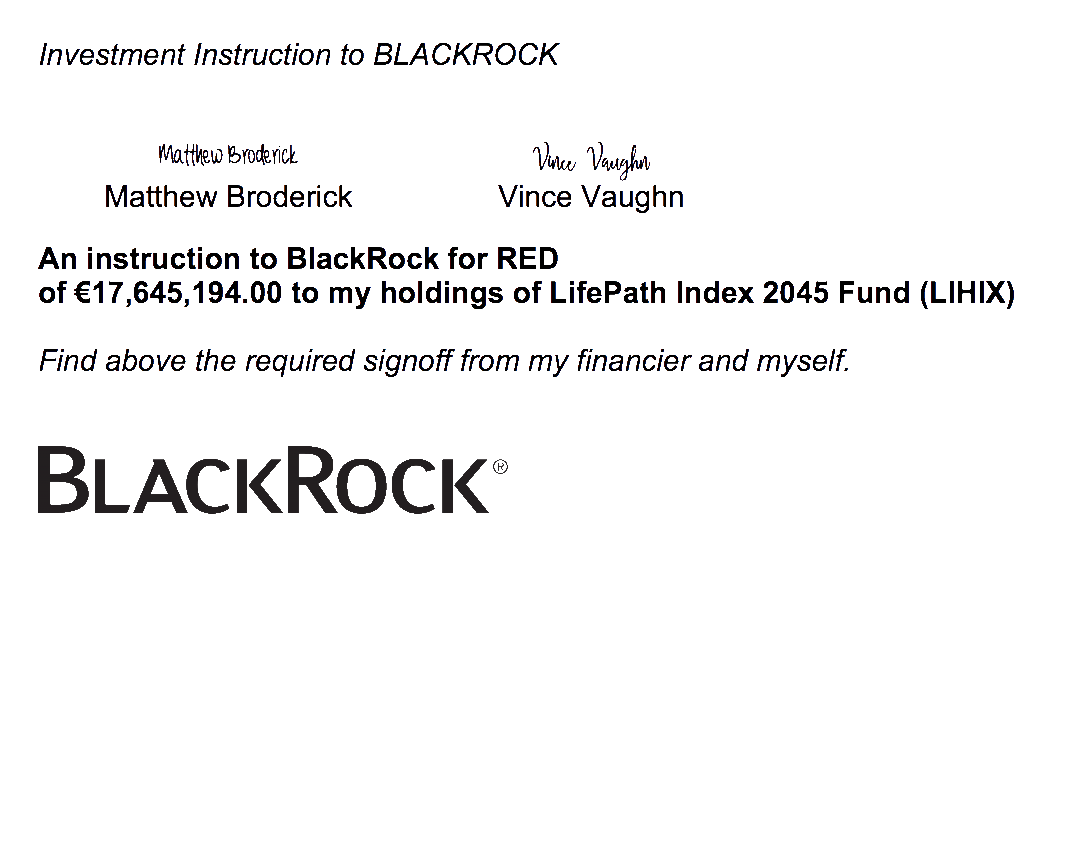 Investment Instruction to BLACKROCK
Matthew Broderick Vince Vaughn
Matthew Broderick Vince Vaughn
An instruction to BlackRock for RED
of €17,645,194.00 to my holdings of LifePath Index 2045 Fund (LIHIX)
Find above the required signoff from my financier and myself.
BLACKROCK®